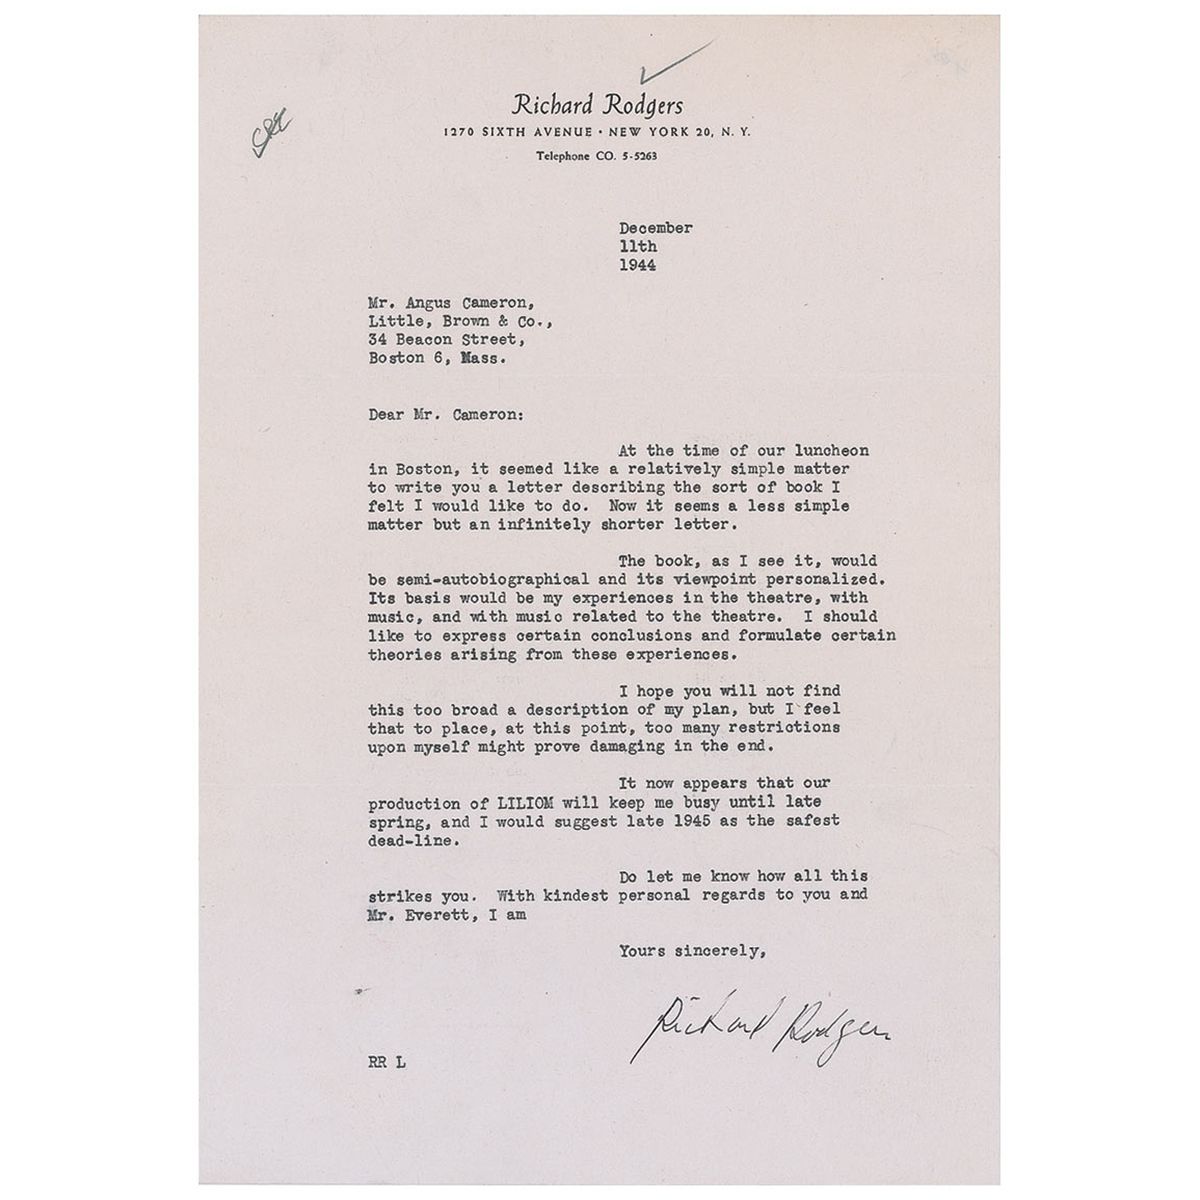 Richard Rodgers
1270 SIXTH AVENUE • NEW YORK 20, N. Y.
Telephone CO. 5-5263
December
11th
1944
Mr. Angus Cameron,
Little, Brown & Co.,
34 Beacon Street,
Boston 6, Mass.
Dear Mr. Cameron:
At the time of our luncheon
in Boston, it seemed like a relatively simple matter
to write you a letter describing the sort of book I
felt I would like to do. Now it seems a less simple
matter but an infinitely shorter letter.
The book, as I see it, would
be semi-autobiographical and its viewpoint personalized.
Its basis would be my experiences in the theatre, with
music, and with music related to the theatre. I should
like to express certain conclusions and formulate certain
theories arising from these experiences.
I hope you will not find
this too broad a description of my plan, but I feel
that to place, at this point, too many restrictions
upon myself might prove damaging in the end.
It now appears that our
production of LILIOM will keep me busy until late
spring, and I would suggest late 1945 as the safest
dead-line.
Do let me know how all this
strikes you. With kindest personal regards to you and
Mr. Everett, I am
Yours sincerely,
Richard Rodgers
RR L